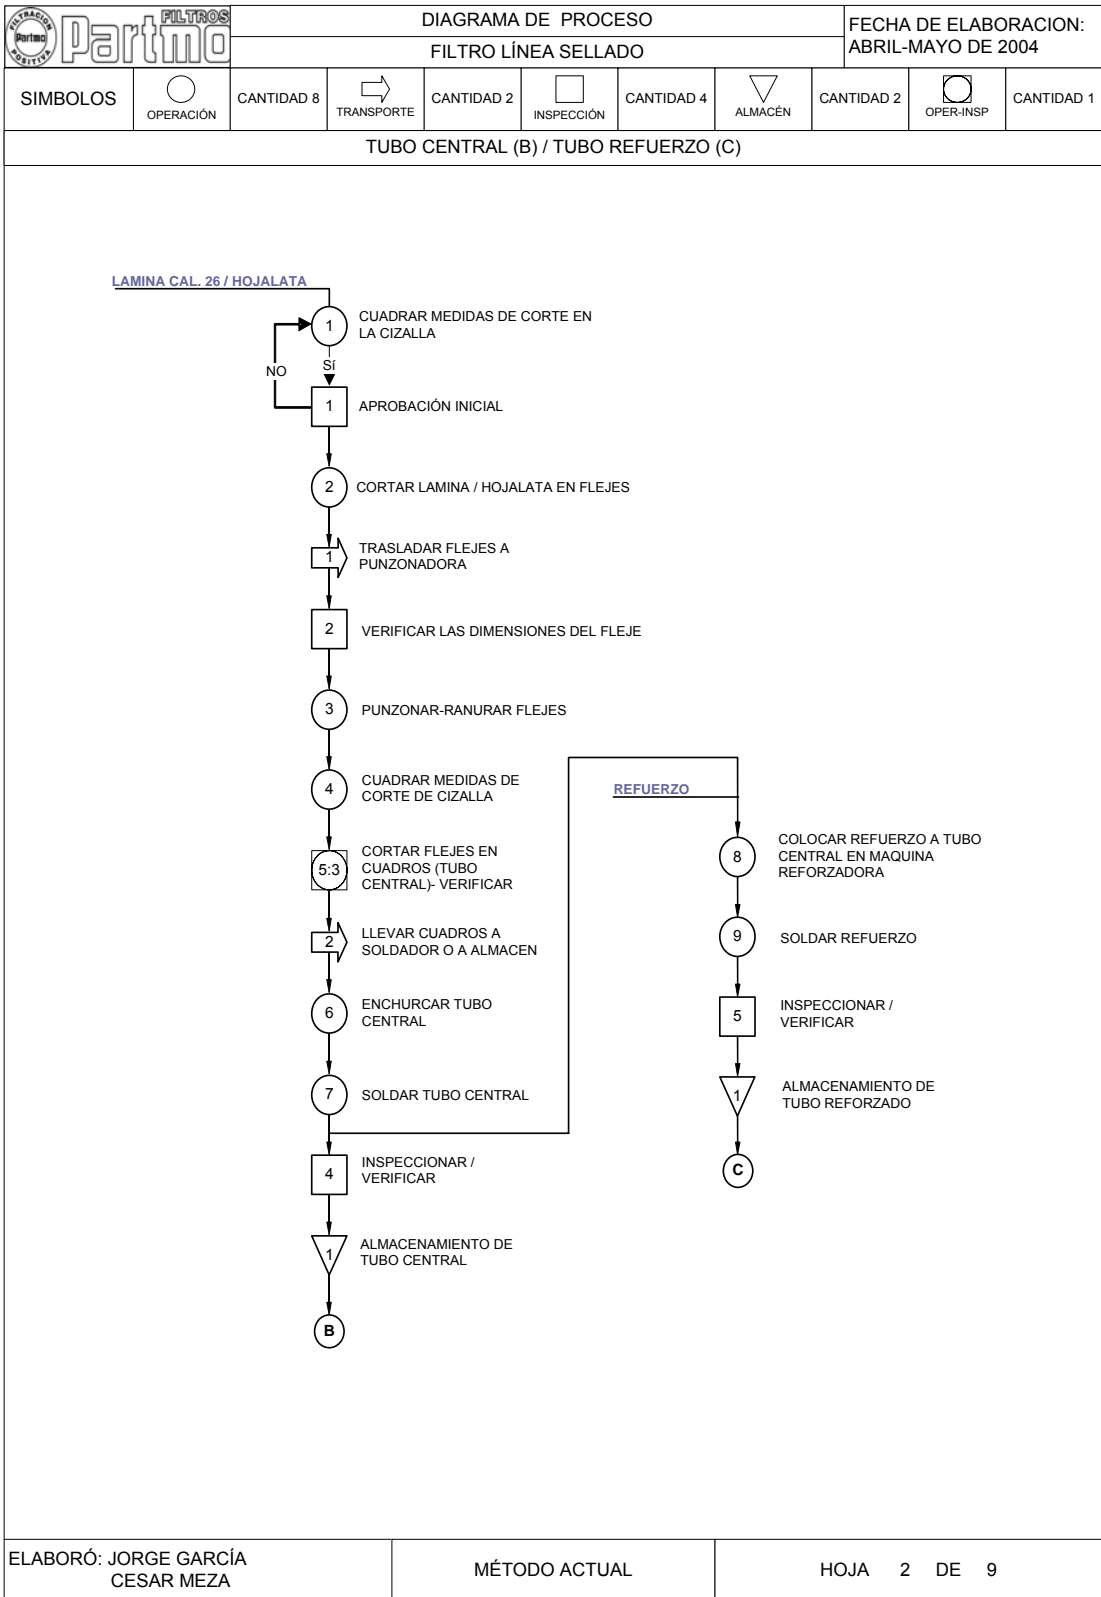 FILTRACION
Partmo
POSITIVA
FILTROS
Partmo
DIAGRAMA DE PROCESO
FILTRO LÍNEA SELLADO
FECHA DE ELABORACION:
ABRIL-MAYO DE 2004
SIMBOLOS
OPERACIÓN
CANTIDAD 8
TRANSPORTE
CANTIDAD 2
INSPECCIÓN
CANTIDAD 4
ALMACÉN
CANTIDAD 2
OPER-INSP
CANTIDAD 1
TUBO CENTRAL (B) / TUBO REFUERZO (C)
LAMINA CAL. 26 / HOJALATA
1
CUADRAR MEDIDAS DE CORTE EN
LA CIZALLA
NO
Sí
1
APROBACIÓN INICIAL
2
CORTAR LAMINA / HOJALATA EN FLEJES
1
TRASLADAR FLEJES A
PUNZONADORA
2
VERIFICAR LAS DIMENSIONES DEL FLEJE
3
PUNZONAR-RANURAR FLEJES
4
CUADRAR MEDIDAS DE
CORTE DE CIZALLA
5:3
CORTAR FLEJES EN
CUADROS (TUBO
CENTRAL)- VERIFICAR
2
LLEVAR CUADROS A
SOLDADOR O A ALMACEN
6
ENCHURCAR TUBO
CENTRAL
7
SOLDAR TUBO CENTRAL
4
INSPECCIONAR /
VERIFICAR
1
ALMACENAMIENTO DE
TUBO CENTRAL
B
REFUERZO
8
COLOCAR REFUERZO A TUBO
CENTRAL EN MAQUINA
REFORZADORA
9
SOLDAR REFUERZO
5
INSPECCIONAR /
VERIFICAR
1
ALMACENAMIENTO DE
TUBO REFORZADO
C
ELABORÓ: JORGE GARCÍA
CESAR MEZA
MÉTODO ACTUAL
HOJA 2 DE 9